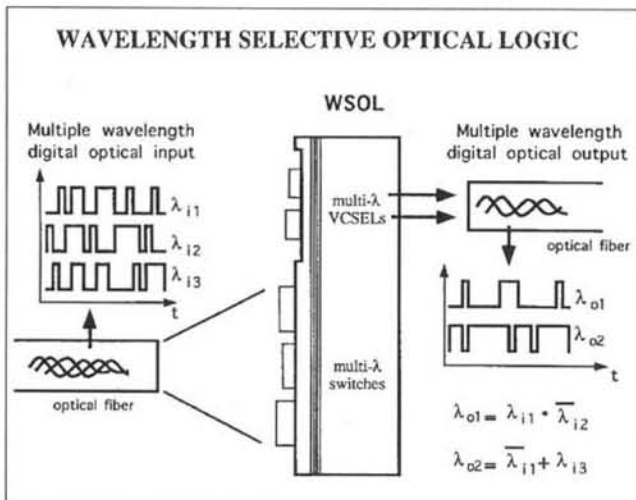 WAVELENGTH SELECTIVE OPTICAL LOGIC
WSOL
Multiple wavelength
digital optical input
λi1
λi2
λi3
t
optical fiber
multi-λ
VCSELs
multi-λ
switches
Multiple wavelength
digital optical output
optical fiber
λo1
λo2
t
λo1 = λi1 • λ̅i2
λo2 = λ̅i1 + λi3